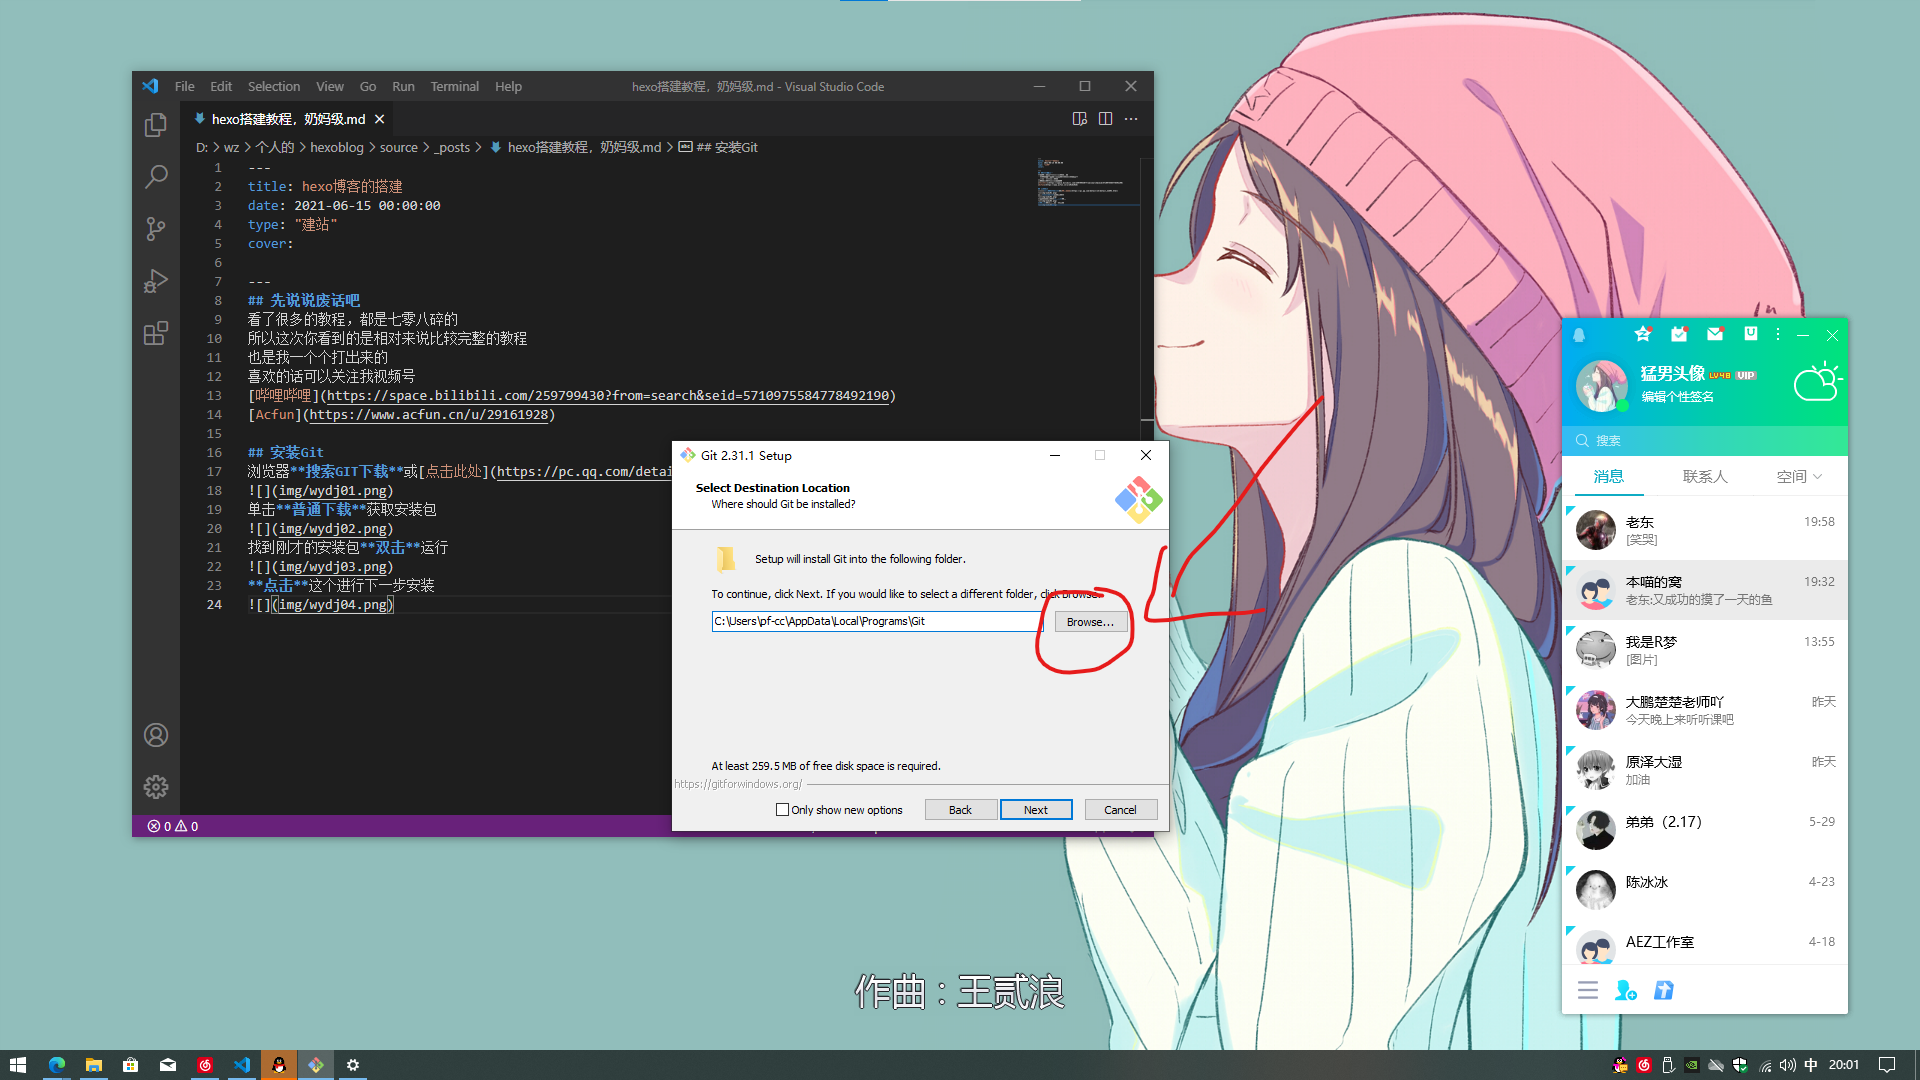 File Edit Selection View Go Run Terminal Help
hexo搭建教程，奶妈级.md - Visual Studio Code
hexo搭建教程，奶妈级.md
D: > wz > 个人的 > hexoblog > source > _posts > hexo搭建教程，奶妈级.md > ## 安装Git
1 ---
2 title: hexo博客的搭建
3 date: 2021-06-15 00:00:00
4 type: "建站"
5 cover:
6
7 ---
8 ## 先说说废话吧
9 看了很多的教程，都是七零八碎的
10 所以这次你看到的是相对来说比较完整的教程
11 也是我一个个打出来的
12 喜欢的话可以关注我视频号
13 [哔哩哔哩](https://space.bilibili.com/259799430?from=search&seid=5710975584778492190)
14 [Acfun](https://www.acfun.cn/u/29161928)
15
16 ## 安装Git
17 浏览器**搜索GIT下载**或[点击此处](https://pc.qq.com/detai
18 ![](img/wydj01.png)
19 单击**普通下载**获取安装包
20 ![](img/wydj02.png)
21 找到刚才的安装包**双击**运行
22 ![](img/wydj03.png)
23 **点击**这个进行下一步安装
24 ![](img/wydj04.png)
0 0
Git 2.31.1 Setup
Select Destination Location
Where should Git be installed?
Setup will install Git into the following folder.
To continue, click Next. If you would like to select a different folder, click Browse.
C:\Users\pf-cc\AppData\Local\Programs\Git
Browse...
At least 259.5 MB of free disk space is required.
https://gitforwindows.org/
Only show new options
Back
Next
Cancel
猛男头像 LV48 VIP
编辑个性签名
搜索
消息 联系人 空间
老东 19:58
[笑哭]
本喵的窝 19:32
老东:又成功的摸了一天的鱼
我是R梦 13:55
[图片]
大鹏楚楚老师吖 昨天
今天晚上来听听课吧
原泽大湿 昨天
加油
弟弟（2.17） 5-29
陈冰冰 4-23
AEZ工作室 4-18
作曲：王贰浪
中 20:01